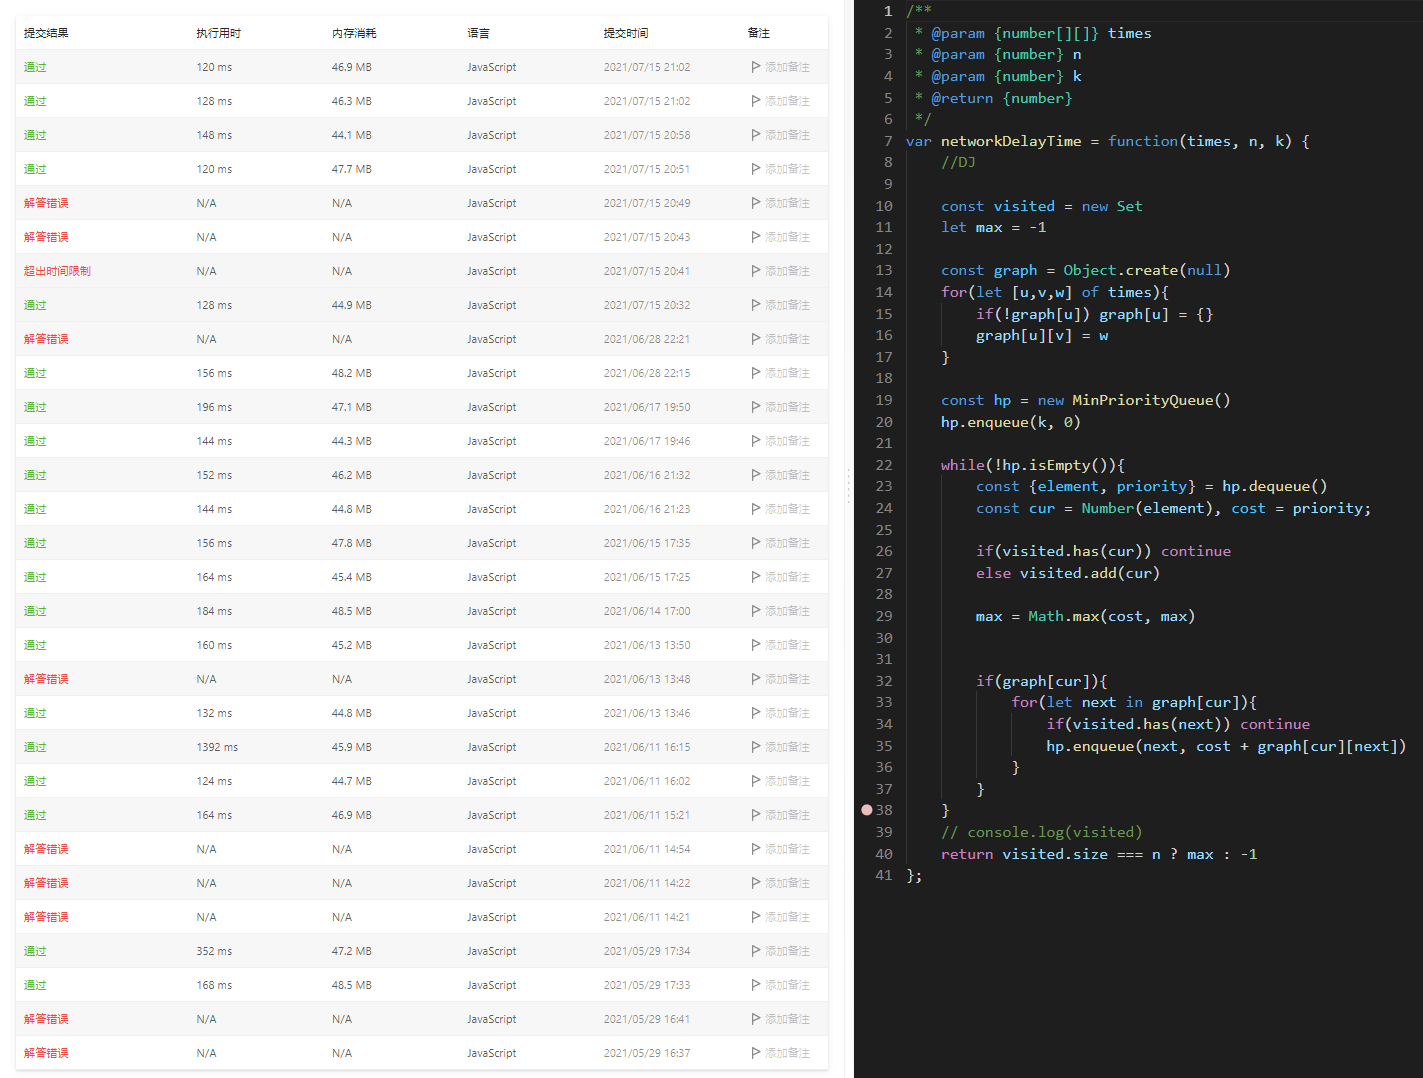 提交结果 执行用时 内存消耗 语言 提交时间 备注
通过 120 ms 46.9 MB JavaScript 2021/07/15 21:02 添加备注
通过 128 ms 46.3 MB JavaScript 2021/07/15 21:02 添加备注
通过 148 ms 44.1 MB JavaScript 2021/07/15 20:58 添加备注
通过 120 ms 47.7 MB JavaScript 2021/07/15 20:51 添加备注
解答错误 N/A N/A JavaScript 2021/07/15 20:49 添加备注
解答错误 N/A N/A JavaScript 2021/07/15 20:43 添加备注
超出时间限制 N/A N/A JavaScript 2021/07/15 20:41 添加备注
通过 128 ms 44.9 MB JavaScript 2021/07/15 20:32 添加备注
解答错误 N/A N/A JavaScript 2021/06/28 22:21 添加备注
通过 156 ms 48.2 MB JavaScript 2021/06/28 22:15 添加备注
通过 196 ms 47.1 MB JavaScript 2021/06/17 19:50 添加备注
通过 144 ms 44.3 MB JavaScript 2021/06/17 19:46 添加备注
通过 152 ms 46.2 MB JavaScript 2021/06/16 21:32 添加备注
通过 144 ms 44.8 MB JavaScript 2021/06/16 21:23 添加备注
通过 156 ms 47.8 MB JavaScript 2021/06/15 17:35 添加备注
通过 164 ms 45.4 MB JavaScript 2021/06/15 17:25 添加备注
通过 184 ms 48.5 MB JavaScript 2021/06/14 17:00 添加备注
通过 160 ms 45.2 MB JavaScript 2021/06/13 13:50 添加备注
解答错误 N/A N/A JavaScript 2021/06/13 13:48 添加备注
通过 132 ms 44.8 MB JavaScript 2021/06/13 13:46 添加备注
通过 1392 ms 45.9 MB JavaScript 2021/06/11 16:15 添加备注
通过 124 ms 44.7 MB JavaScript 2021/06/11 16:02 添加备注
通过 164 ms 46.9 MB JavaScript 2021/06/11 15:21 添加备注
解答错误 N/A N/A JavaScript 2021/06/11 14:54 添加备注
解答错误 N/A N/A JavaScript 2021/06/11 14:22 添加备注
解答错误 N/A N/A JavaScript 2021/06/11 14:21 添加备注
通过 352 ms 47.2 MB JavaScript 2021/05/29 17:34 添加备注
通过 168 ms 48.5 MB JavaScript 2021/05/29 17:33 添加备注
解答错误 N/A N/A JavaScript 2021/05/29 16:41 添加备注
解答错误 N/A N/A JavaScript 2021/05/29 16:37 添加备注
1 /**
2 * @param {number[][]} times
3 * @param {number} n
4 * @param {number} k
5 * @return {number}
6 */
7 var networkDelayTime = function(times, n, k) {
8 //DJ
9
10 const visited = new Set
11 let max = -1
12
13 const graph = Object.create(null)
14 for(let [u,v,w] of times){
15 if(!graph[u]) graph[u] = {}
16 graph[u][v] = w
17 }
18
19 const hp = new MinPriorityQueue()
20 hp.enqueue(k, 0)
21
22 while(!hp.isEmpty()){
23 const {element, priority} = hp.dequeue()
24 const cur = Number(element), cost = priority;
25
26 if(visited.has(cur)) continue
27 else visited.add(cur)
28
29 max = Math.max(cost, max)
30
31
32 if(graph[cur]){
33 for(let next in graph[cur]){
34 if(visited.has(next)) continue
35 hp.enqueue(next, cost + graph[cur][next])
36 }
37 }
38 }
39 // console.log(visited)
40 return visited.size === n ? max : -1
41 };